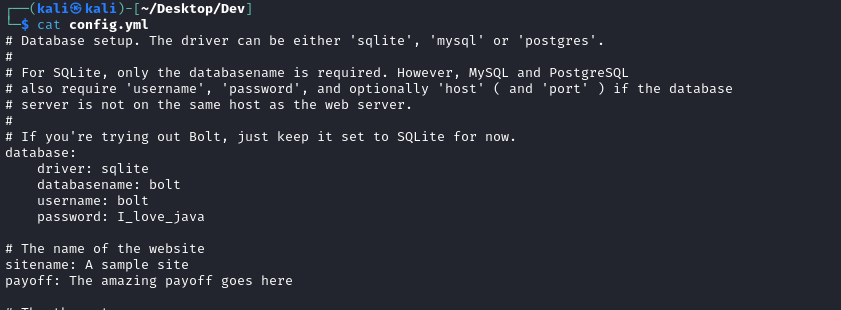 ┌──(kali㉿kali)-[~/Desktop/Dev]
└─$ cat config.yml
# Database setup. The driver can be either 'sqlite', 'mysql' or 'postgres'.
#
# For SQLite, only the databasename is required. However, MySQL and PostgreSQL
# also require 'username', 'password', and optionally 'host' ( and 'port' ) if the database
# server is not on the same host as the web server.
#
# If you're trying out Bolt, just keep it set to SQLite for now.
database:
    driver: sqlite
    databasename: bolt
    username: bolt
    password: I_love_java

# The name of the website
sitename: A sample site
payoff: The amazing payoff goes here